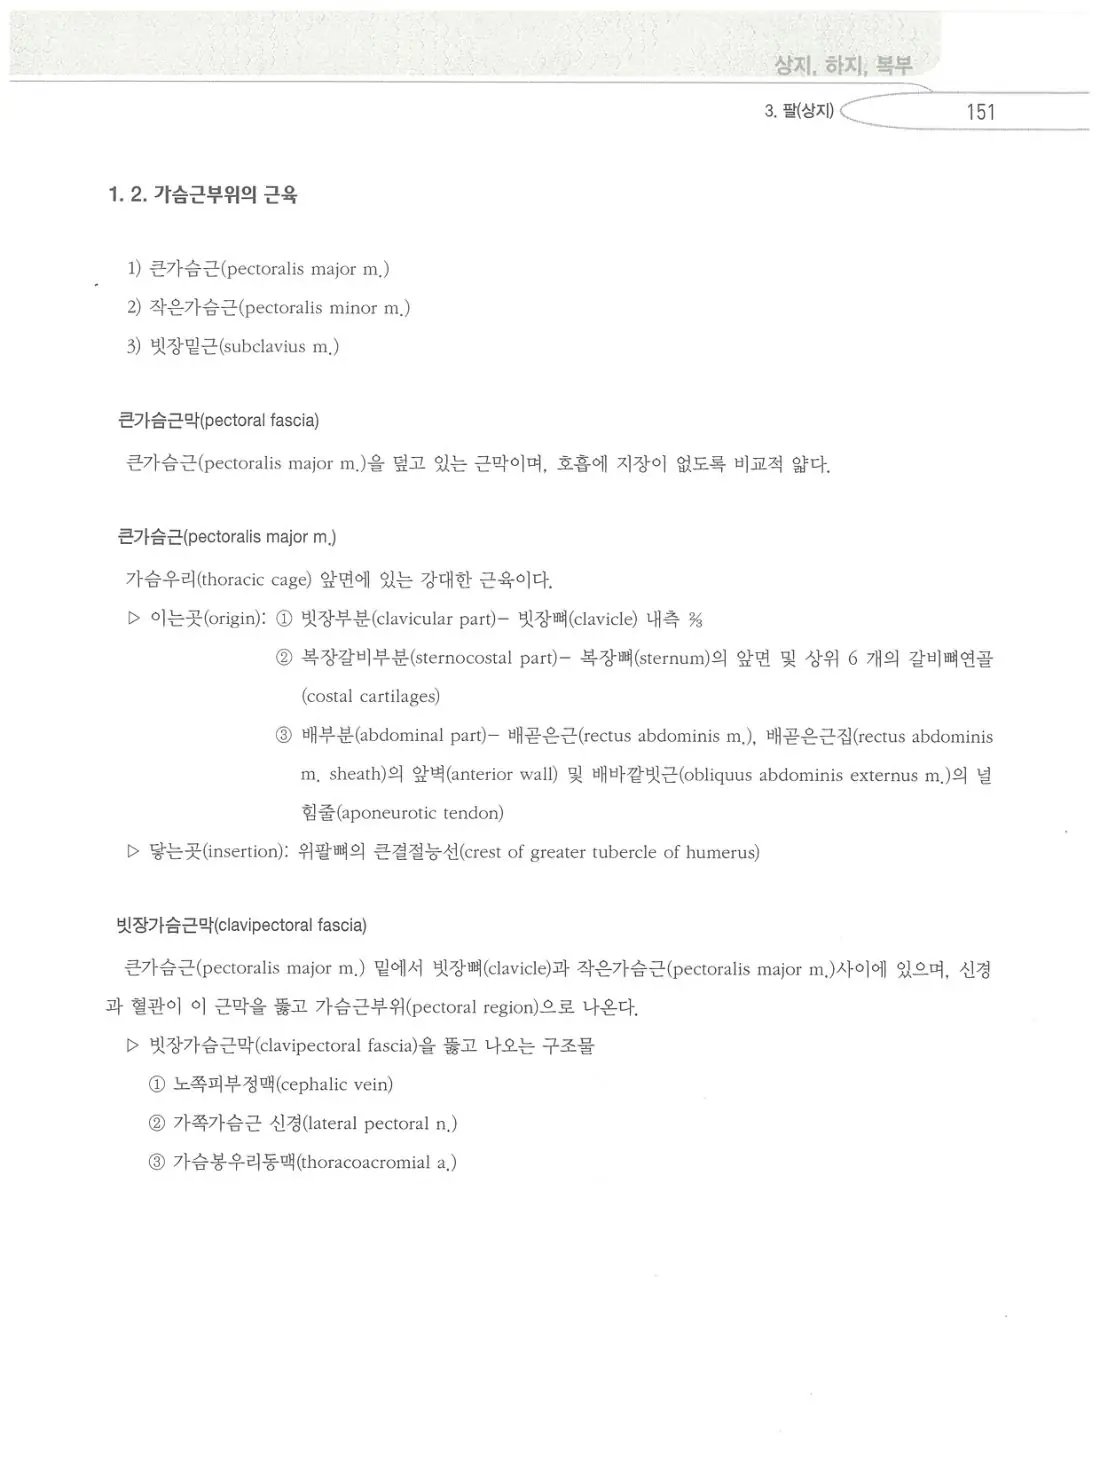 상지, 하지, 복부
3. 팔(상지)
151
1. 2. 가슴근부위의 근육
1) 큰가슴근(pectoralis major m.)
2) 작은가슴근(pectoralis minor m.)
3) 빗장밑근(subclavius m.)
큰가슴근막(pectoral fascia)
큰가슴근(pectoralis major m.)을 덮고 있는 근막이며, 호흡에 지장이 없도록 비교적 얇다.
큰가슴근(pectoralis major m.)
가슴우리(thoracic cage) 앞면에 있는 강대한 근육이다.
▷ 이는곳(origin): ① 빗장부분(clavicular part)- 빗장뼈(clavicle) 내측 ⅔
② 복장갈비부분(sternocostal part)- 복장뼈(sternum)의 앞면 및 상위 6 개의 갈비뼈연골
(costal cartilages)
③ 배부분(abdominal part)- 배곧은근(rectus abdominis m.), 배곧은근집(rectus abdominis
m. sheath)의 앞벽(anterior wall) 및 배바깥빗근(obliquus abdominis externus m.)의 널
힘줄(aponeurotic tendon)
▷ 닿는곳(insertion): 위팔뼈의 큰결절능선(crest of greater tubercle of humerus)
빗장가슴근막(clavipectoral fascia)
큰가슴근(pectoralis major m.) 밑에서 빗장뼈(clavicle)과 작은가슴근(pectoralis major m.)사이에 있으며, 신경
과 혈관이 이 근막을 뚫고 가슴근부위(pectoral region)으로 나온다.
▷ 빗장가슴근막(clavipectoral fascia)을 뚫고 나오는 구조물
① 노쪽피부정맥(cephalic vein)
② 가쪽가슴근 신경(lateral pectoral n.)
③ 가슴봉우리동맥(thoracoacromial a.)